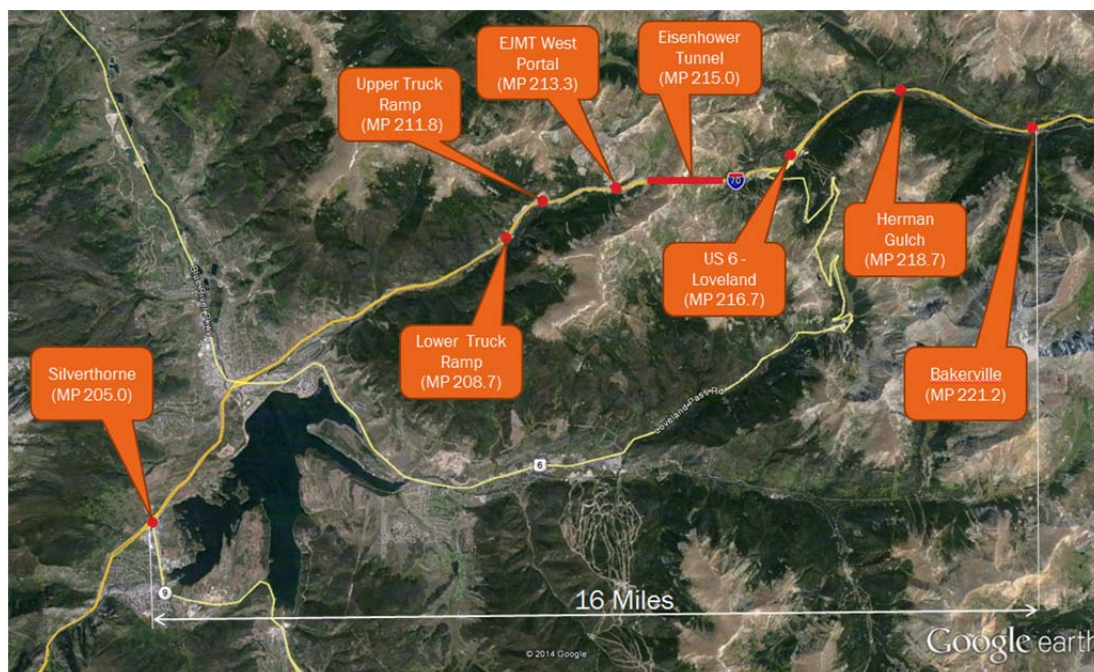 EJMT West
Portal
(MP 213.3)
Eisenhower
Tunnel
(MP 215.0)
Upper Truck
Ramp
(MP 211.8)
70
Herman
Gulch
(MP 218.7)
US 6 -
Loveland
(MP 216.7)
Lower Truck
Ramp
(MP 208.7)
Silverthorne
(MP 205.0)
Bakerville
(MP 221.2)
Loveland Pass Rd
6
9
16 Miles
© 2014 Google
Google earth